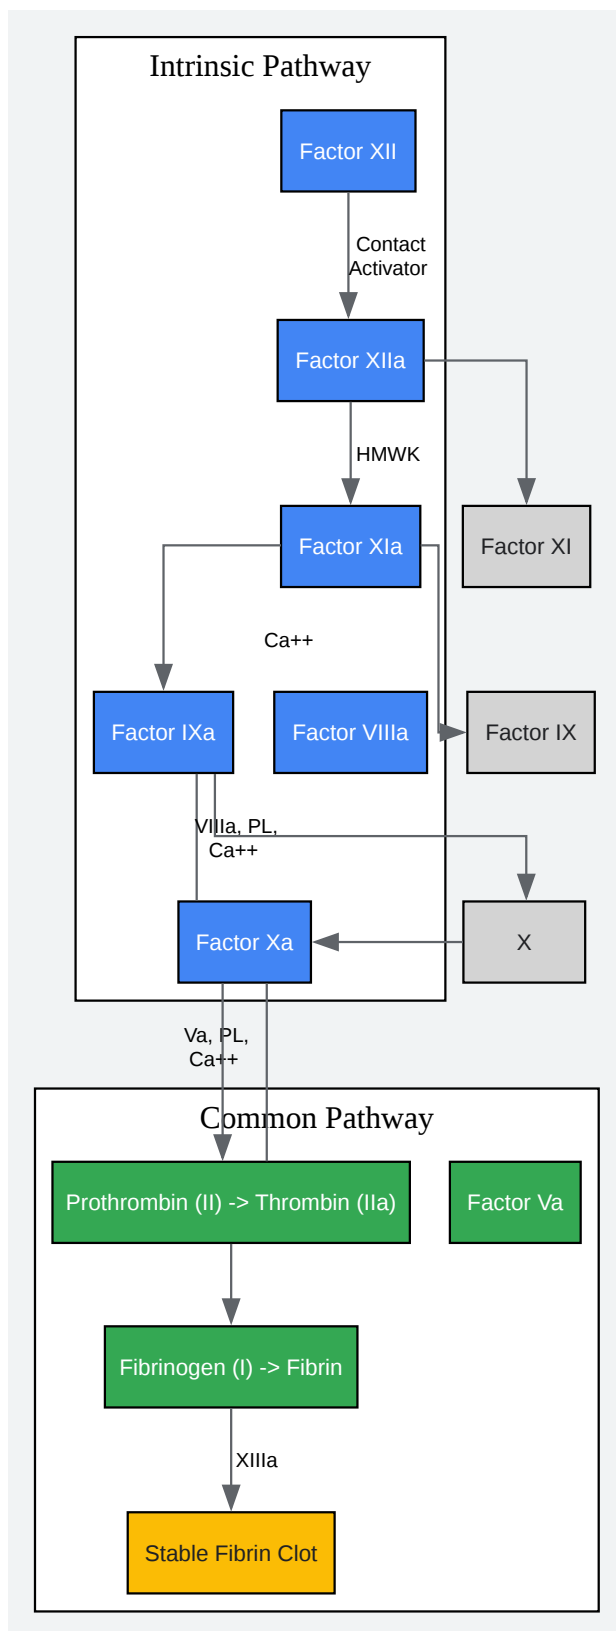 Intrinsic Pathway
Factor XII
Contact
Activator
Factor XIIa
HMWK
Factor XIa
Factor XI
Ca++
Factor IXa
Factor VIIIa
Factor IX
VIIIa, PL,
Ca++
Factor Xa
X
Va, PL,
Ca++
Common Pathway
Prothrombin (II) -> Thrombin (IIa)
Factor Va
Fibrinogen (I) -> Fibrin
XIIIa
Stable Fibrin Clot